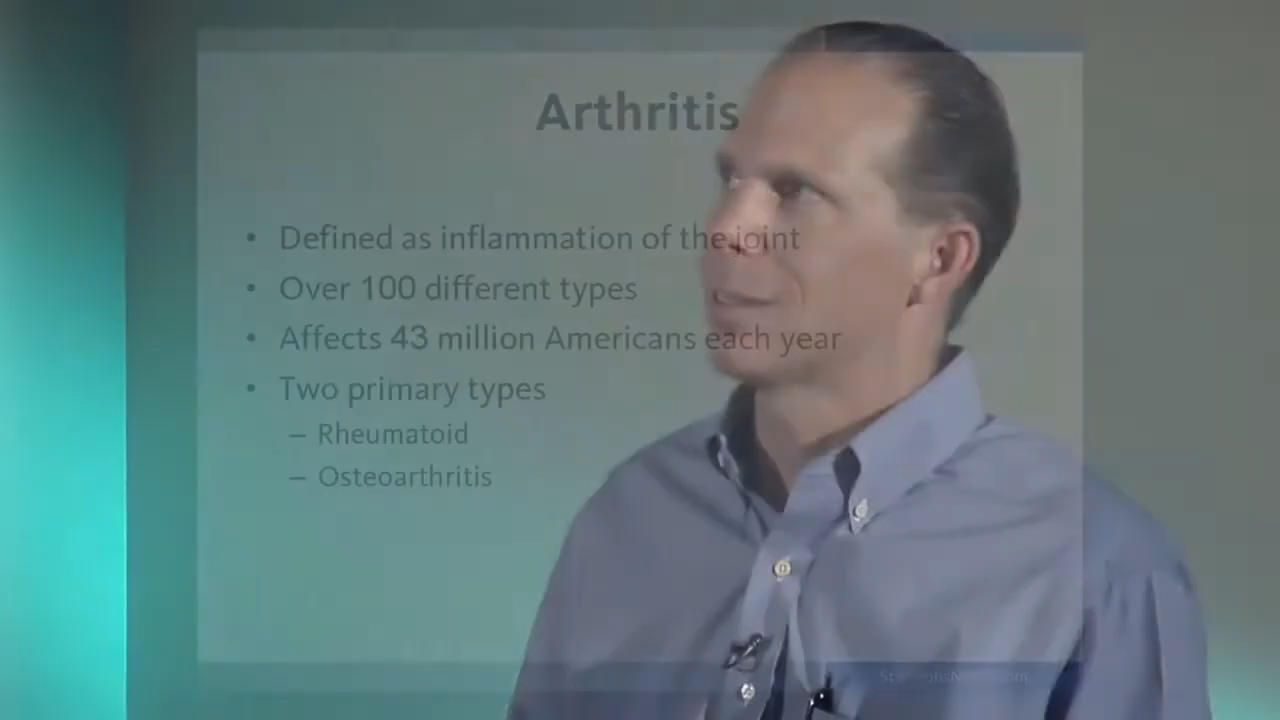 Arthritis
• Defined as inflammation of the joint
• Over 100 different types
• Affects 43 million Americans each year
• Two primary types
– Rheumatoid
– Osteoarthritis